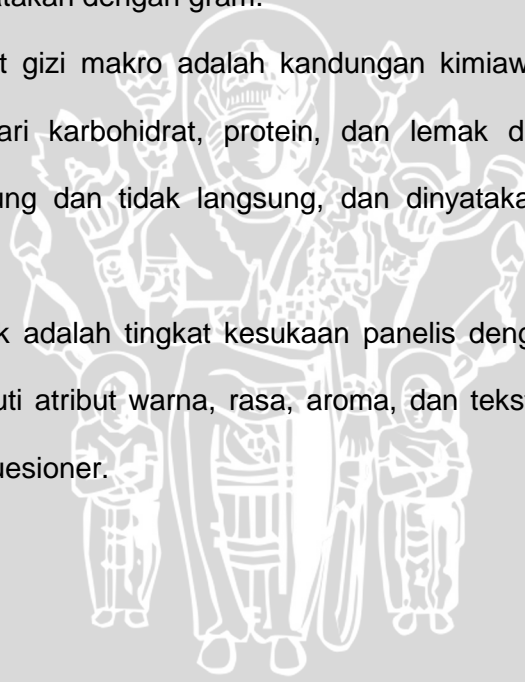 dengan gram.
gizi makro adalah kandungan kimiaw
ari karbohidrat, protein, dan lemak d
ung dan tidak langsung, dan dinyataka
k adalah tingkat kesukaan panelis deng
uti atribut warna, rasa, aroma, dan teks
uesioner.